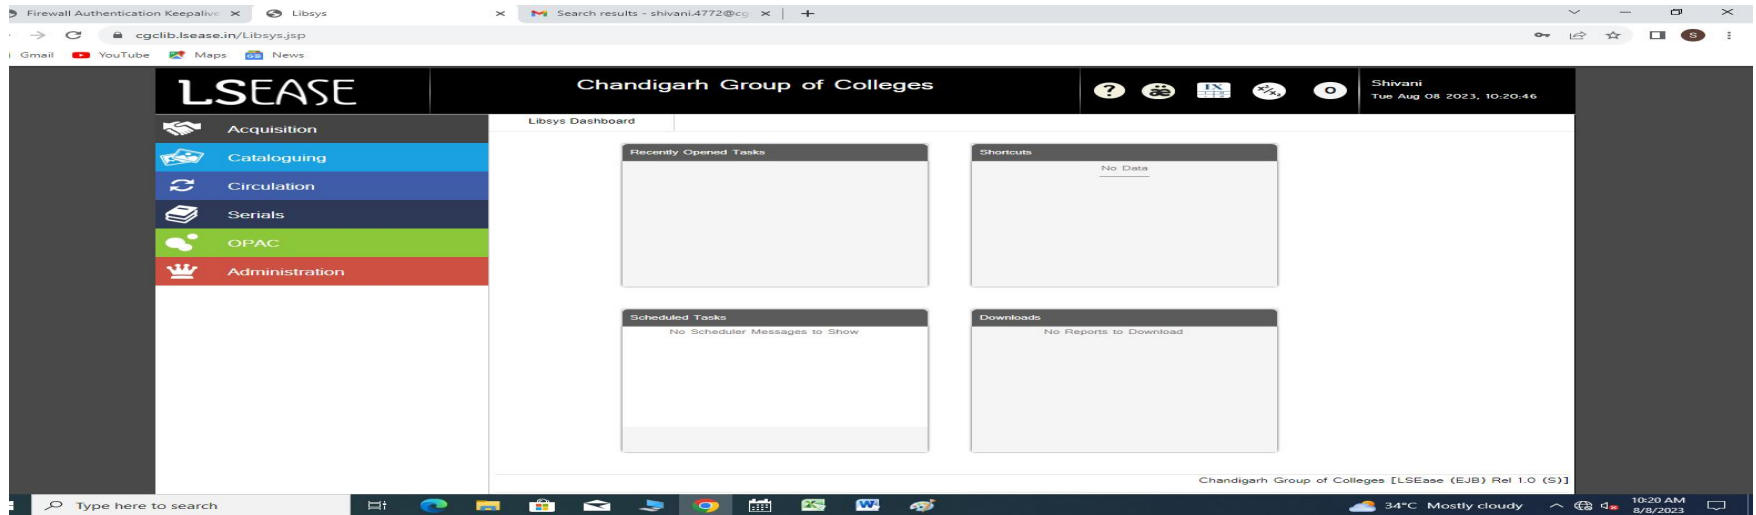 Firewall Authentication Keepalive
Libsys
Search results - shivani.4772@cg
cgclib.lsease.in/Libsys.jsp
S
Gmail
YouTube
Maps
News
LSEASE
Chandigarh Group of Colleges
Shivani
Tue Aug 08 2023, 10:20:46
Acquisition
Cataloguing
Circulation
Serials
OPAC
Administration
Libsys Dashboard
Recently Opened Tasks
Shortcuts
No Data
Scheduled Tasks
No Scheduler Messages to Show
Downloads
No Reports to Download
Chandigarh Group of Colleges [LSEase (EJB) Rel 1.0 (S)]
Type here to search
34°C Mostly cloudy
10:20 AM
8/8/2023